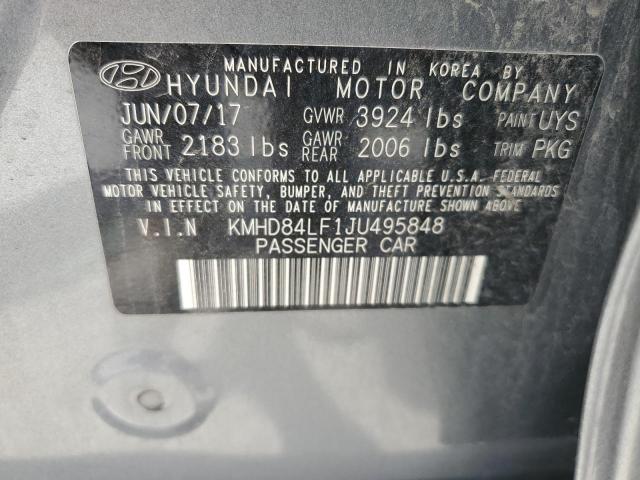 MANUFACTURED IN KOREA BY
HYUNDAI MOTOR COMPANY
JUN/07/17 GVWR 3924 lbs PAINT UYS
GAWR FRONT 2183 lbs GAWR REAR 2006 lbs TRIM PKG
THIS VEHICLE CONFORMS TO ALL APPLICABLE U.S.A. FEDERAL
MOTOR VEHICLE SAFETY, BUMPER, AND THEFT PREVENTION STANDARDS
IN EFFECT ON THE DATE OF MANUFACTURE SHOWN ABOVE.
V.I.N KMHD84LF1JU495848
PASSENGER CAR